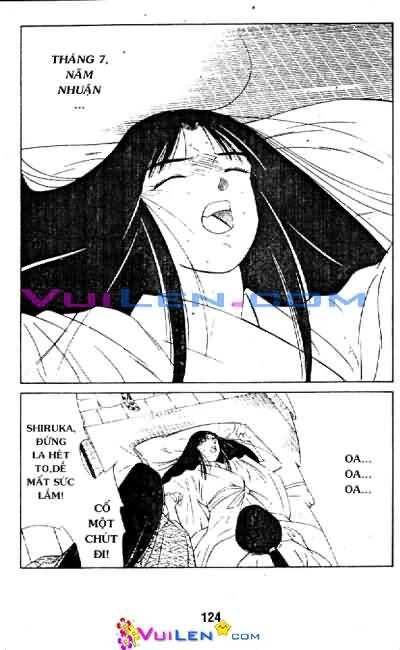 THÁNG 7,
NĂM
NHUẬN
...
VuiLen.com
SHIRUKA,
ĐỪNG
LA HÉT
TO,DỄ
MẤT SỨC
LẮM!
CỐ
MỘT
CHÚT
ĐI!
OA...
OA...
OA...
124
VuiLen.com